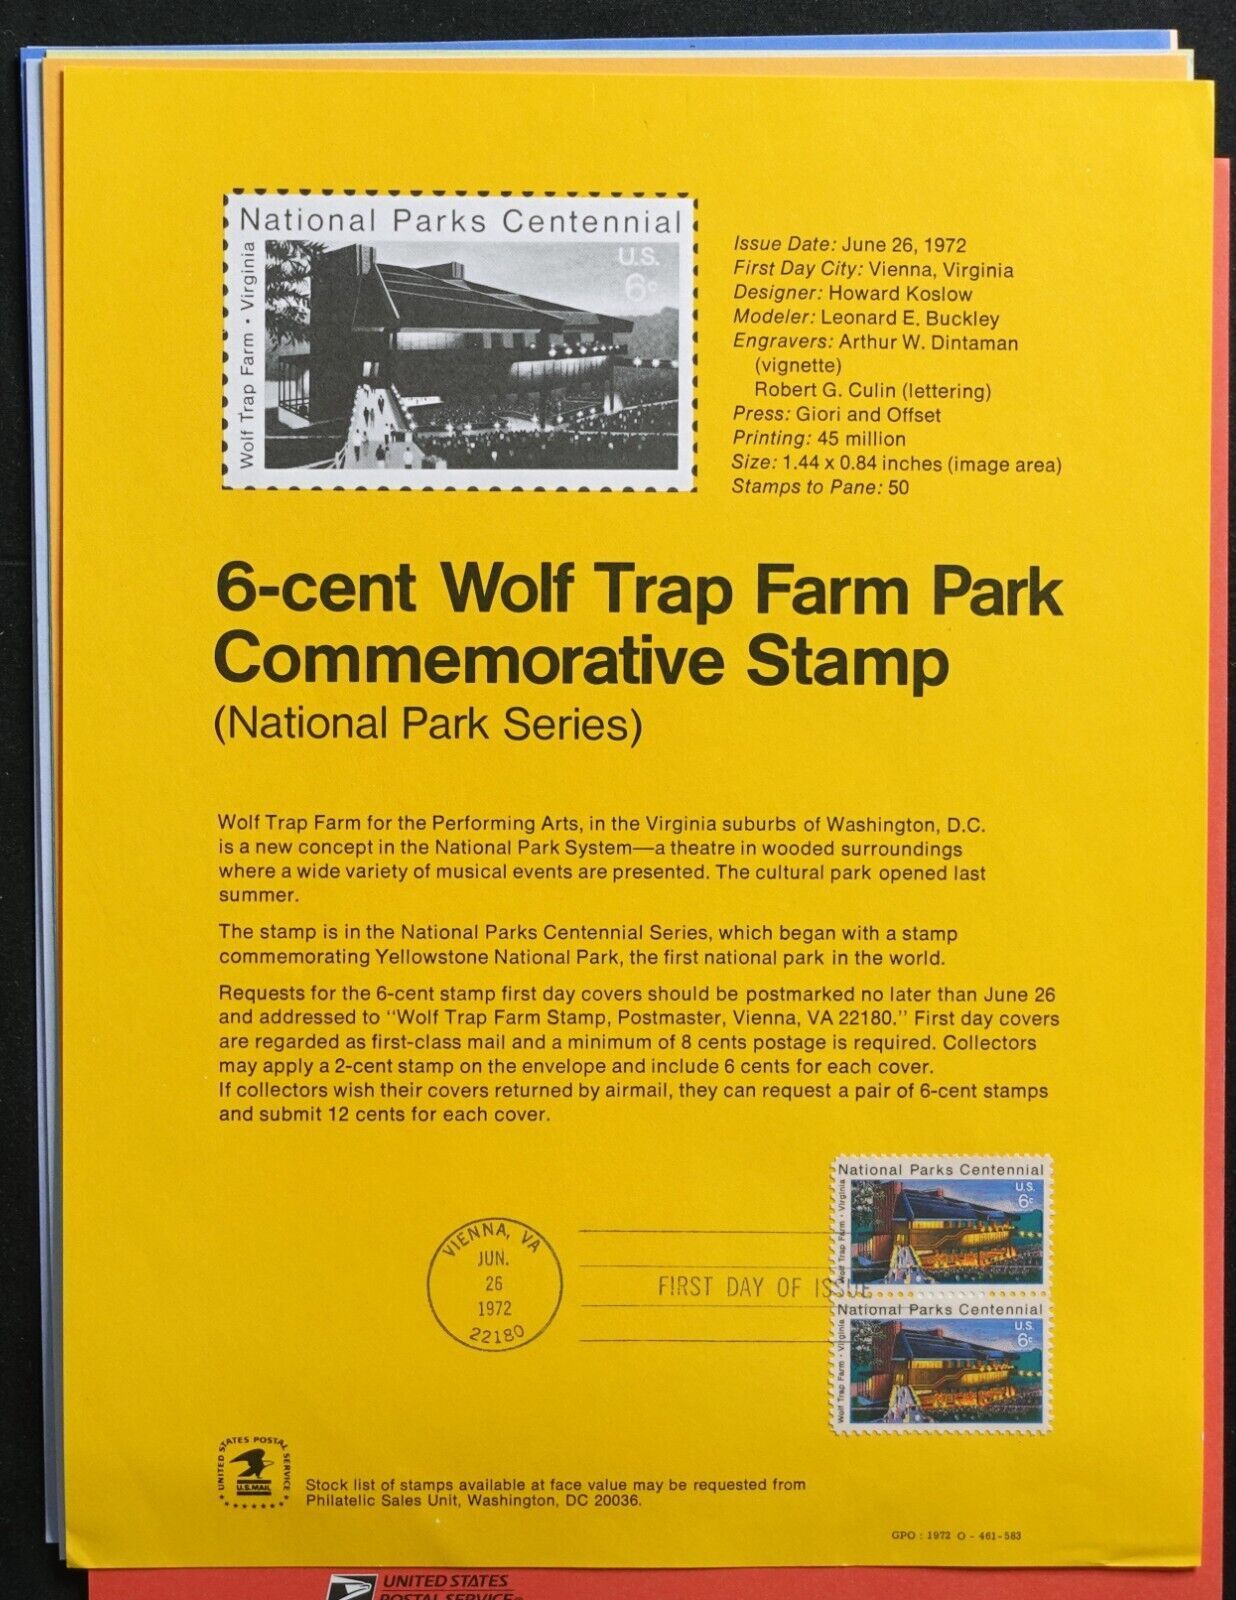 National Parks Centennial
U.S.
6c
Wolf Trap Farm · Virginia
Issue Date: June 26, 1972
First Day City: Vienna, Virginia
Designer: Howard Koslow
Modeler: Leonard E. Buckley
Engravers: Arthur W. Dintaman
(vignette)
Robert G. Culin (lettering)
Press: Giori and Offset
Printing: 45 million
Size: 1.44 x 0.84 inches (image area)
Stamps to Pane: 50
6-cent Wolf Trap Farm Park
Commemorative Stamp
(National Park Series)
Wolf Trap Farm for the Performing Arts, in the Virginia suburbs of Washington, D.C.
is a new concept in the National Park System—a theatre in wooded surroundings
where a wide variety of musical events are presented. The cultural park opened last
summer.
The stamp is in the National Parks Centennial Series, which began with a stamp
commemorating Yellowstone National Park, the first national park in the world.
Requests for the 6-cent stamp first day covers should be postmarked no later than June 26
and addressed to "Wolf Trap Farm Stamp, Postmaster, Vienna, VA 22180." First day covers
are regarded as first-class mail and a minimum of 8 cents postage is required. Collectors
may apply a 2-cent stamp on the envelope and include 6 cents for each cover.
If collectors wish their covers returned by airmail, they can request a pair of 6-cent stamps
and submit 12 cents for each cover.
National Parks Centennial
U.S.
6c
Wolf Trap Farm · Virginia
VIENNA, VA
JUN.
26
1972
22180
FIRST DAY OF ISSUE
National Parks Centennial
U.S.
6c
Wolf Trap Farm · Virginia
UNITED STATES POSTAL SERVICE
U.S. MAIL
Stock list of stamps available at face value may be requested from
Philatelic Sales Unit, Washington, DC 20036.
GPO : 1972 O - 461-583
UNITED STATES
POSTAL SERVICE®